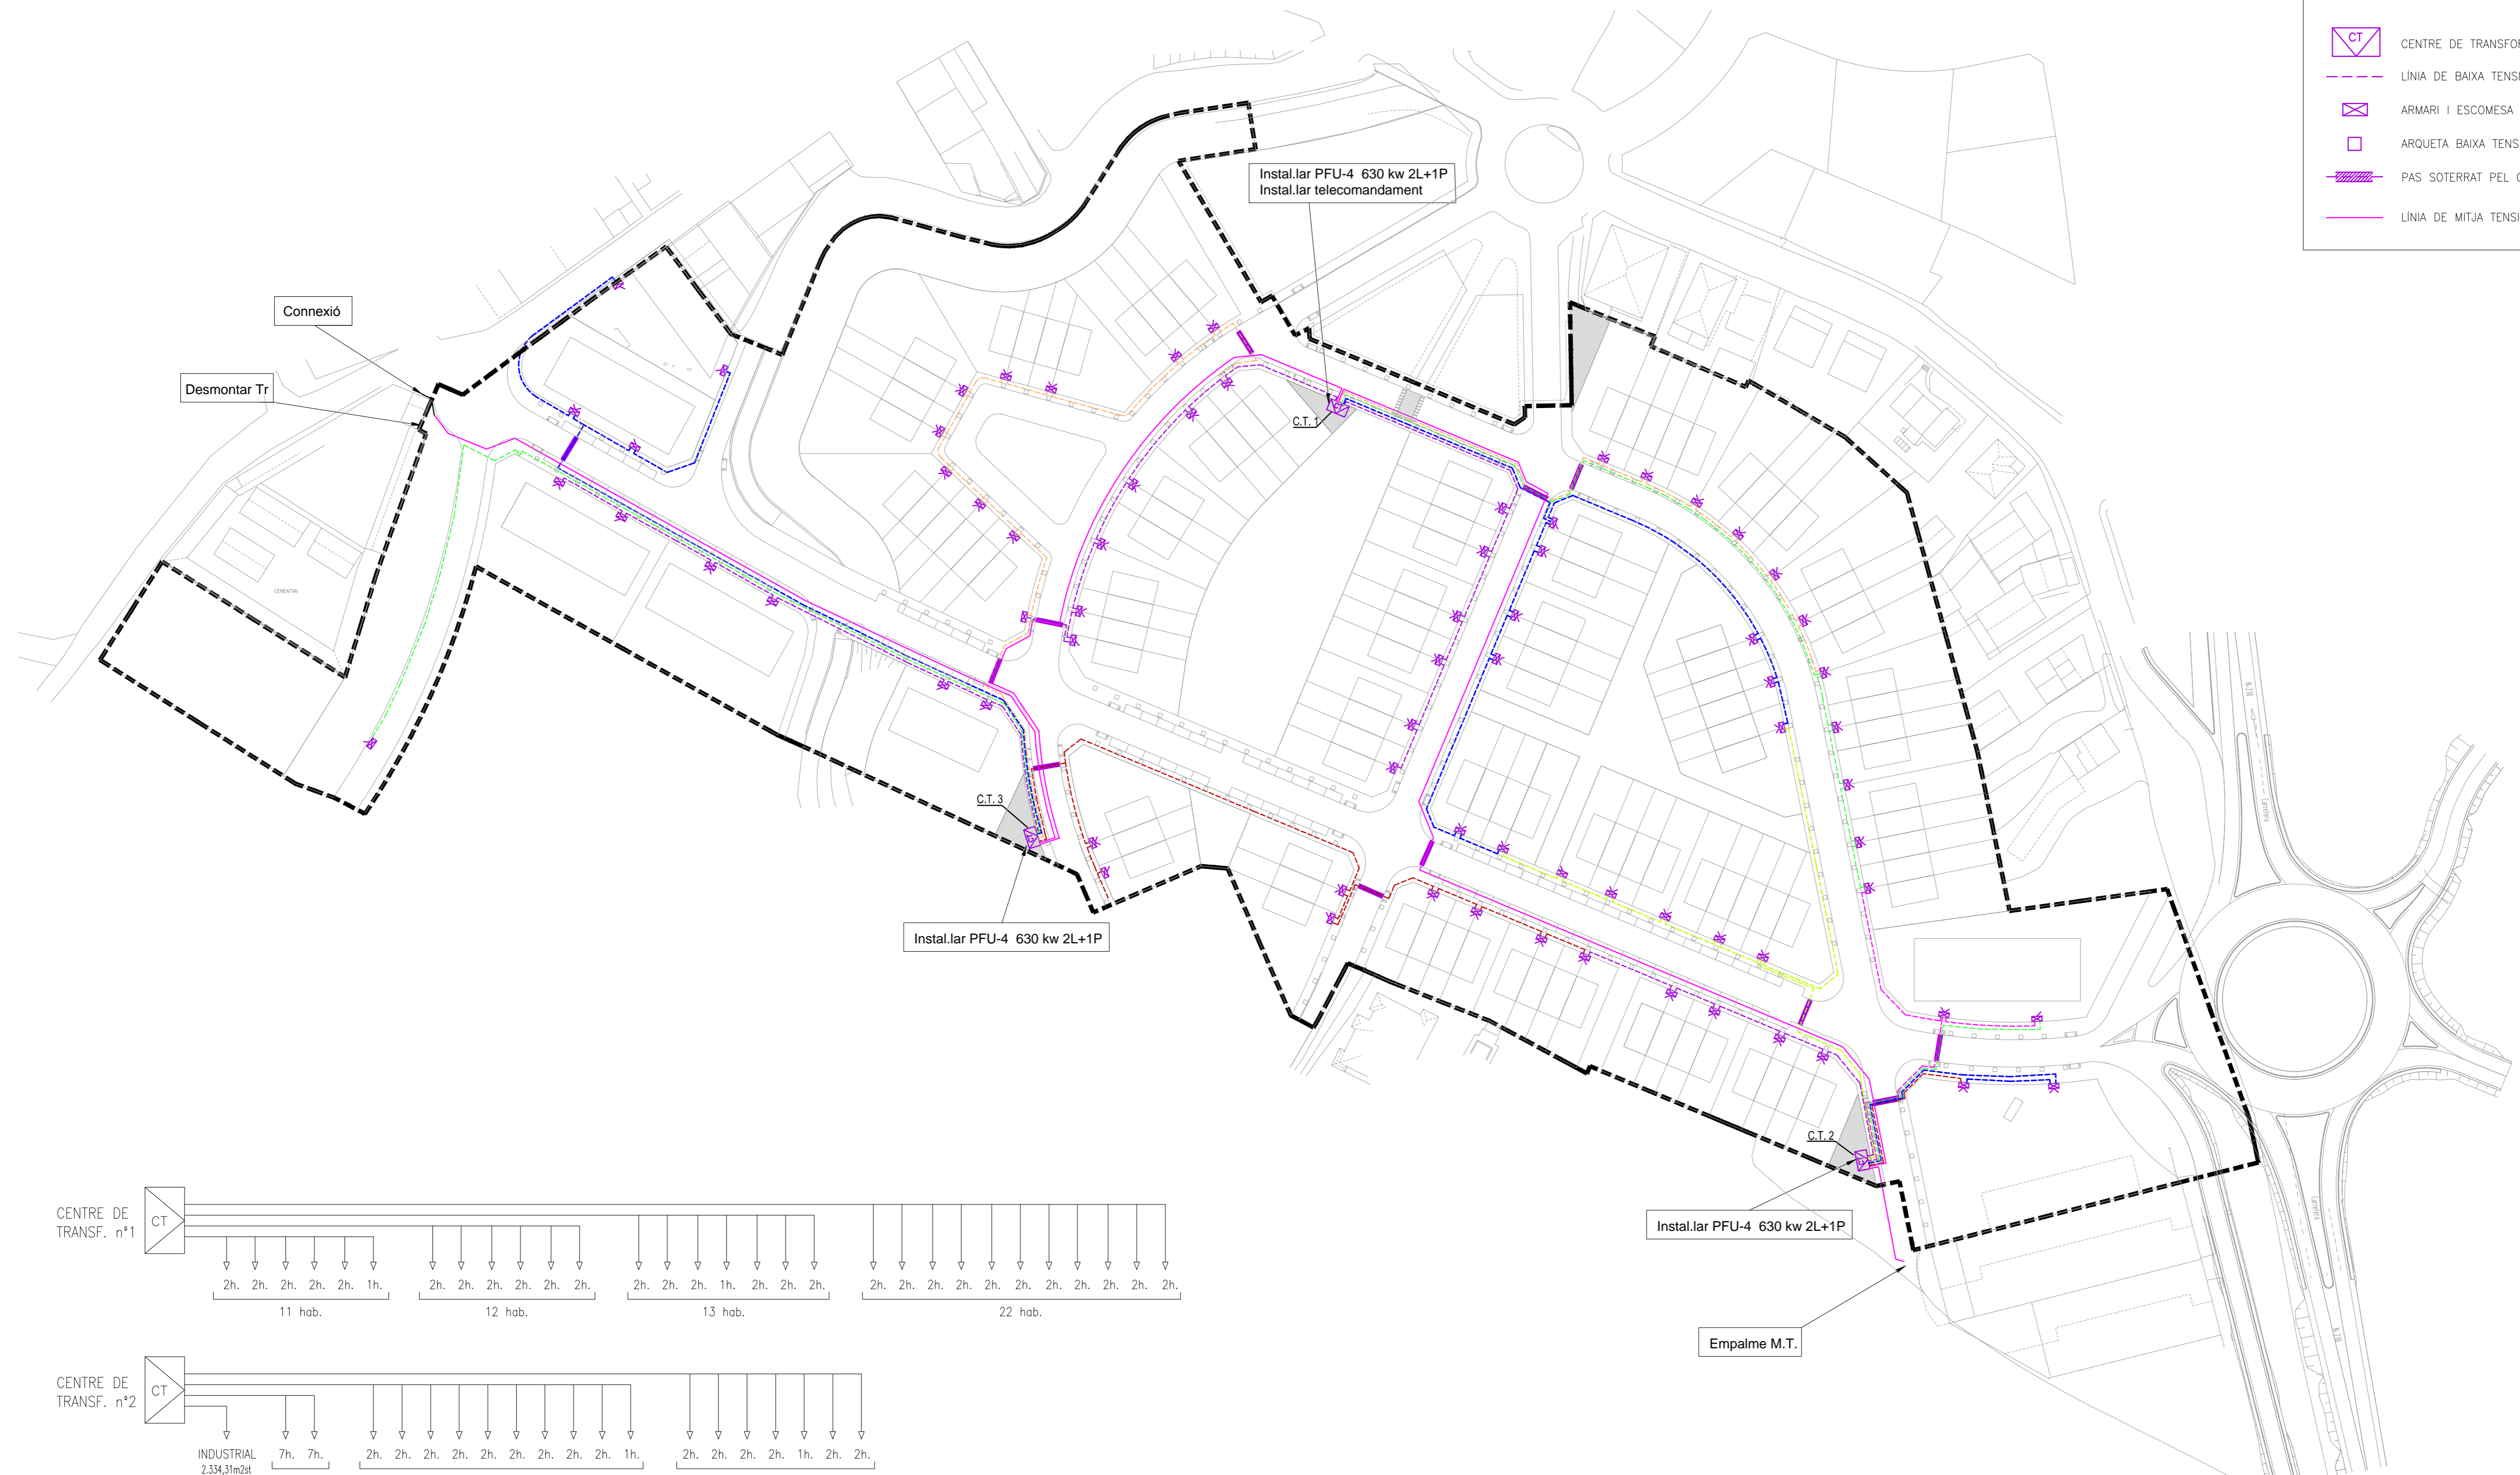 CT
CENTRE DE
LÍNIA DE BAIXA
ARMARI I ESCOMESA
ARQUETA BAIXA
PAS SOTERRAT PEL
LÍNIA DE MITJA
Instal.lar PFU-4 630 kw 2L+1P
Instal.lar telecomandament
Connexió
Desmontar Tr
C.T. 1
CEMENTIRI
N-230
Carretera
C.T. 3
Instal.lar PFU-4 630 kw 2L+1P
C.T. 2
Instal.lar PFU-4 630 kw 2L+1P
Carretera
N-230
Empalme M.T.
CENTRE DE
TRANSF. nº1
CT
2h. 2h. 2h. 2h. 2h. 1h. 2h. 2h. 2h. 2h. 2h. 2h. 2h. 2h. 2h. 1h. 2h. 2h. 2h. 2h. 2h. 2h. 2h. 2h. 2h. 2h. 2h. 2h. 2h. 2h.
11 hab. 12 hab. 13 hab. 22 hab.
CENTRE DE
TRANSF. nº2
CT
INDUSTRIAL 7h. 7h. 2h. 2h. 2h. 2h. 2h. 2h. 2h. 2h. 2h. 1h. 2h. 2h. 2h. 2h. 1h. 2h. 2h.
2.334,31m2st